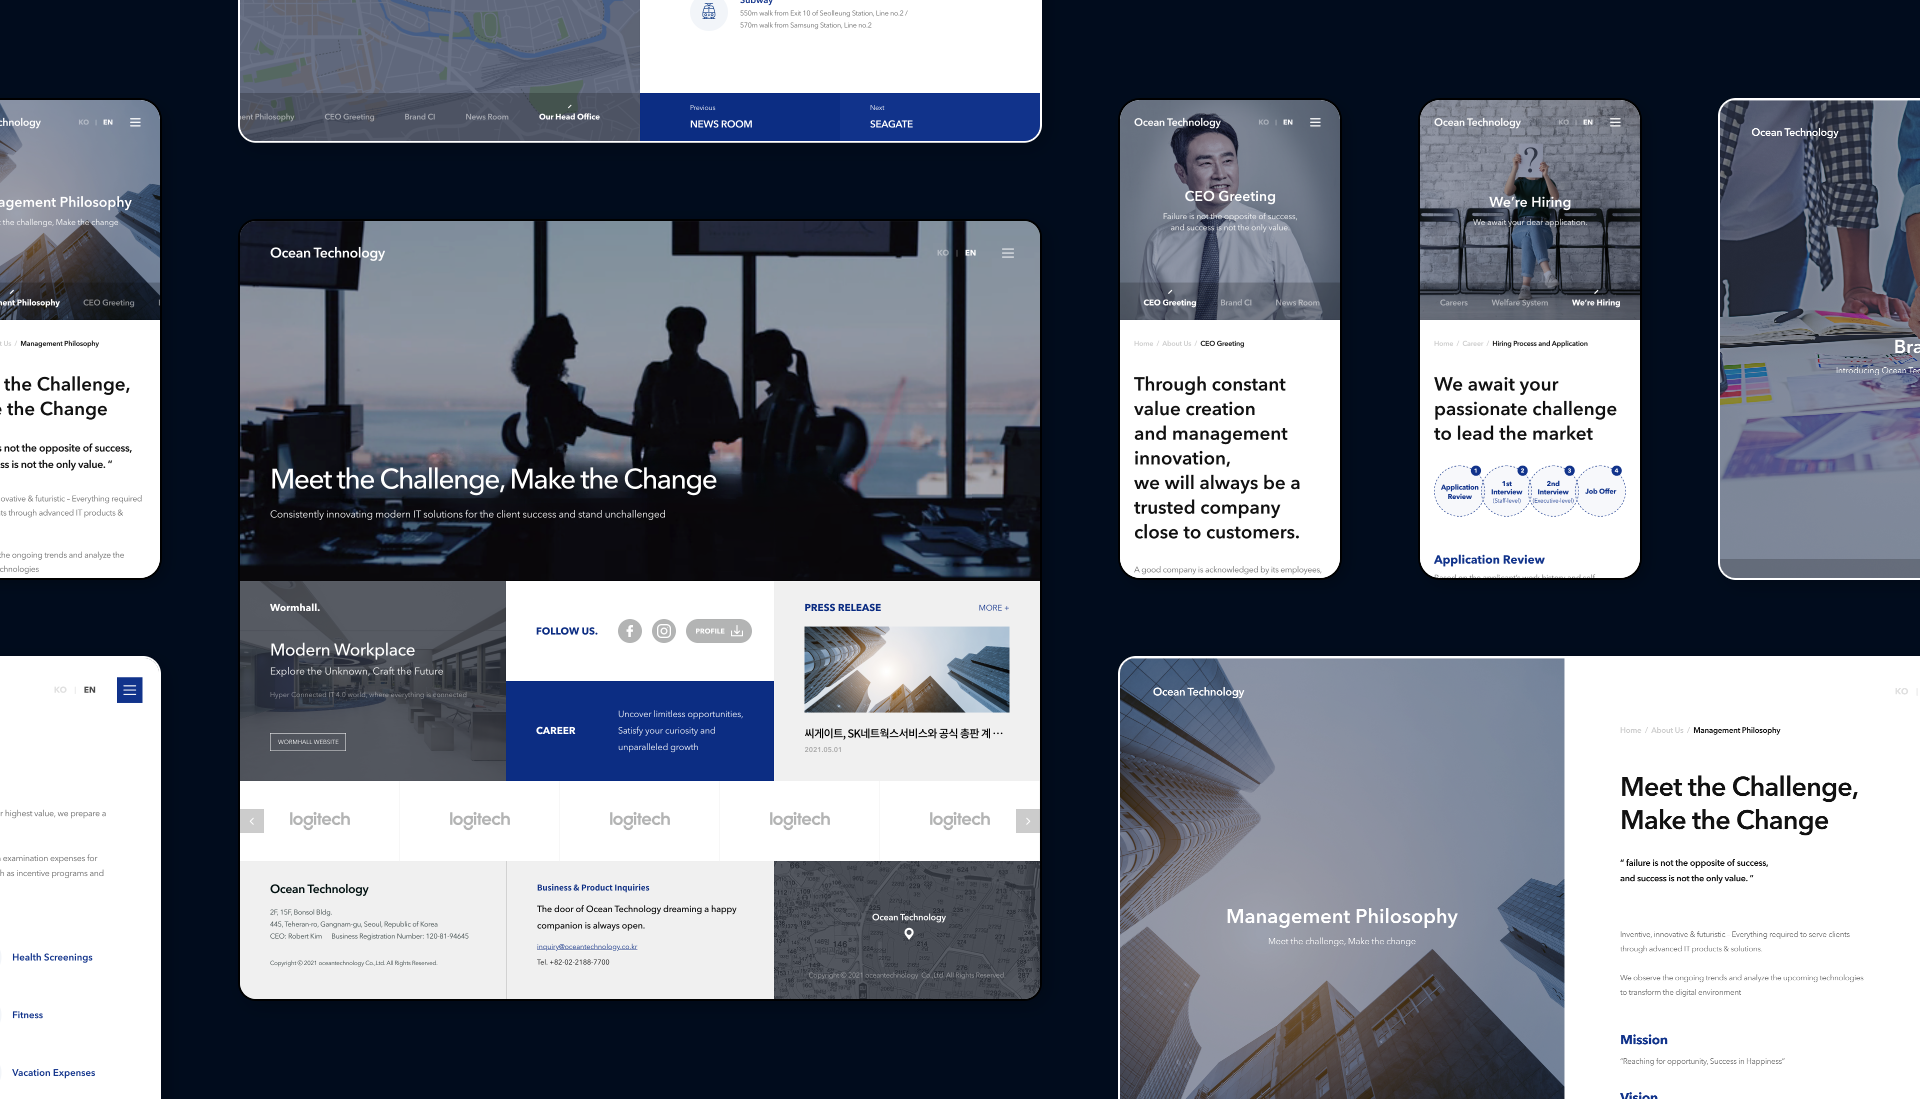 Subway
550m walk from Exit 10 of Seolleung Station, Line no.2 /
570m walk from Samsung Station, Line no.2
Philosophy
CEO Greeting
Brand CI
News Room
Our Head Office
Previous
NEWS ROOM
Next
SEAGATE
KO | EN
the challenge, Make the change
Philosophy
CEO Greeting
Us / Management Philosophy
the Challenge,
the Change
not the opposite of success,
is not the only value. “
& futuristic – Everything required
through advanced IT products &
the ongoing trends and analyze the
Ocean Technology
KO | EN
Meet the Challenge, Make the Change
Consistently innovating modern IT solutions for the client success and stand unchallenged
Wormhall.
Modern Workplace
Explore the Unknown, Craft the Future
Hyper Connected IT 4.0 world, where everything is connected
WORMHALL WEBSITE
FOLLOW US.
PROFILE
CAREER
Uncover limitless opportunities,
Satisfy your curiosity and
unparalleled growth
PRESS RELEASE
MORE +
씨게이트, SK네트웍스서비스와 공식 총판 계 ···
2021.05.01
logitech
logitech
logitech
logitech
logitech
Ocean Technology
2F, 15F, Bonsol Bldg.
445, Teheran-ro, Gangnam-gu, Seoul, Republic of Korea
CEO: Robert Kim Business Registration Number: 120-81-94645
Copyright © 2021 oceantechnology Co.,Ltd. All Rights Reserved.
Business & Product Inquiries
The door of Ocean Technology dreaming a happy
companion is always open.
inquiry@oceantechnology.co.kr
Tel. +82-02-2188-7700
Ocean Technology
Copyright © 2021 oceantechnology Co.,Ltd. All Rights Reserved.
Ocean Technology
KO | EN
CEO Greeting
Failure is not the opposite of success,
and success is not the only value.
CEO Greeting
Brand CI
News Room
Home / About Us / CEO Greeting
Through constant
value creation
and management
innovation,
we will always be a
trusted company
close to customers.
A good company is acknowledged by its employees,
Ocean Technology
KO | EN
?
We're Hiring
We await your dear application.
Careers
Welfare System
We're Hiring
Home / Career / Hiring Process and Application
We await your
passionate challenge
to lead the market
1
Application
Review
2
1st
Interview
(Staff-level)
3
2nd
Interview
(Executive-level)
4
Job Offer
Application Review
Ocean Technology
Introducing Ocean
KO | EN
highest value, we prepare a
examination expenses for
as incentive programs and
Health Screenings
Fitness
Vacation Expenses
Ocean Technology
Management Philosophy
Meet the challenge, Make the change
KO |
Home / About Us / Management Philosophy
Meet the Challenge,
Make the Change
“ failure is not the opposite of success,
and success is not the only value. ”
Inventive, innovative & futuristic Everything required to serve clients
through advanced IT products & solutions
We observe the ongoing trends and analyze the upcoming technologies
to transform the digital environment
Mission
“Reaching for opportunity, Success in Happiness”
Vision